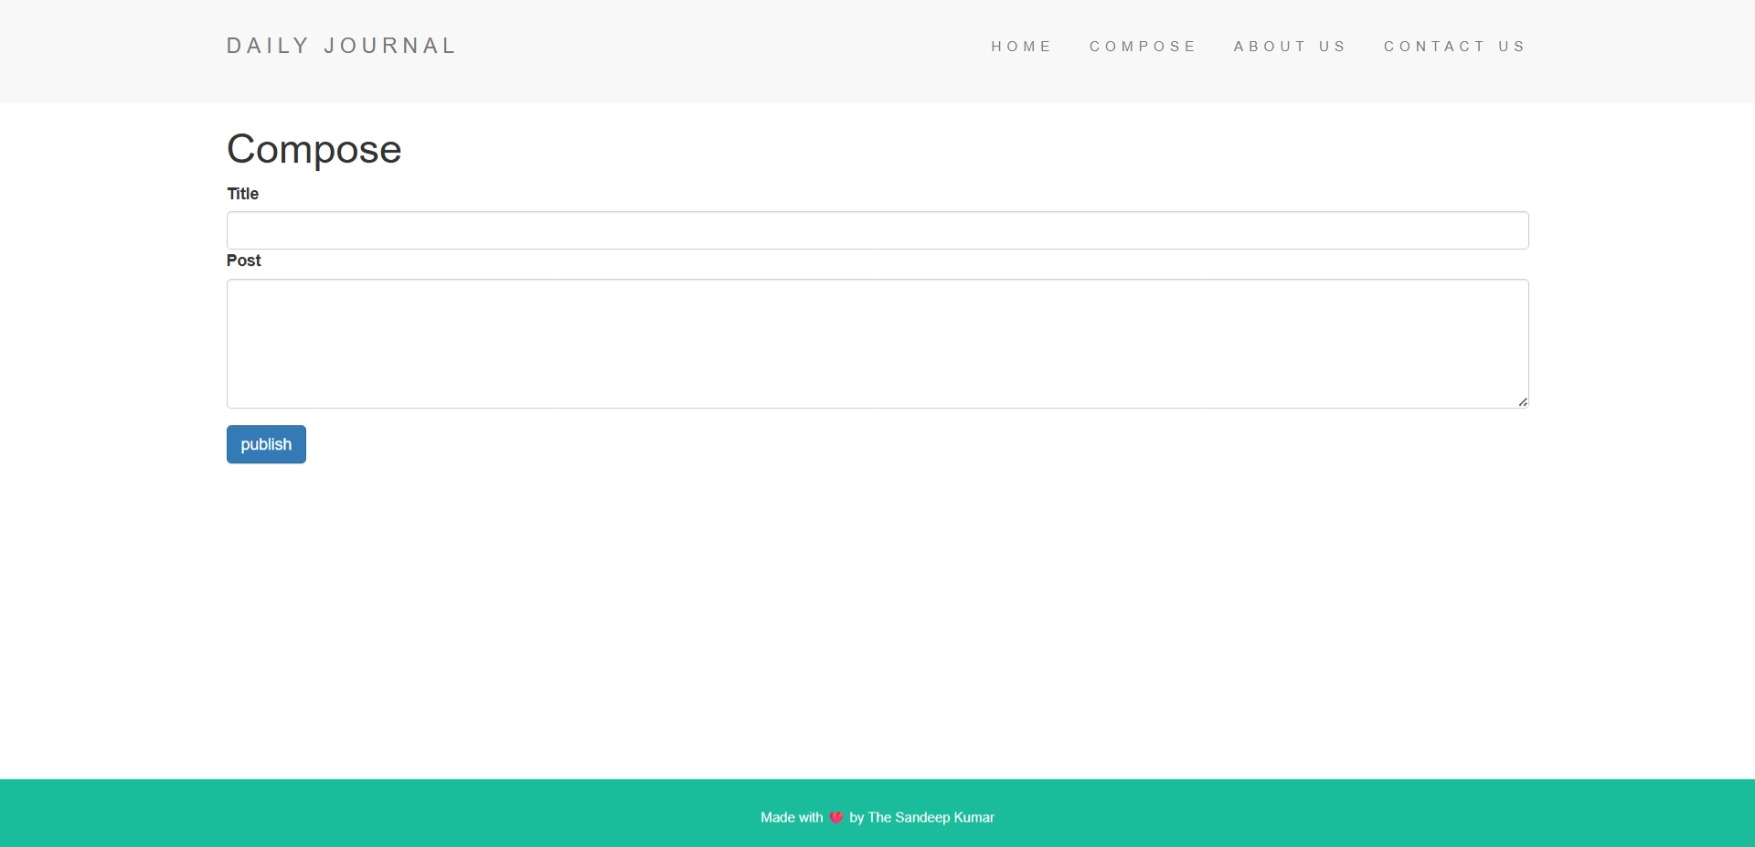 DAILY JOURNAL
HOME COMPOSE ABOUT US CONTACT US
Compose
Title
Post
publish
Made with 💔 by The Sandeep Kumar